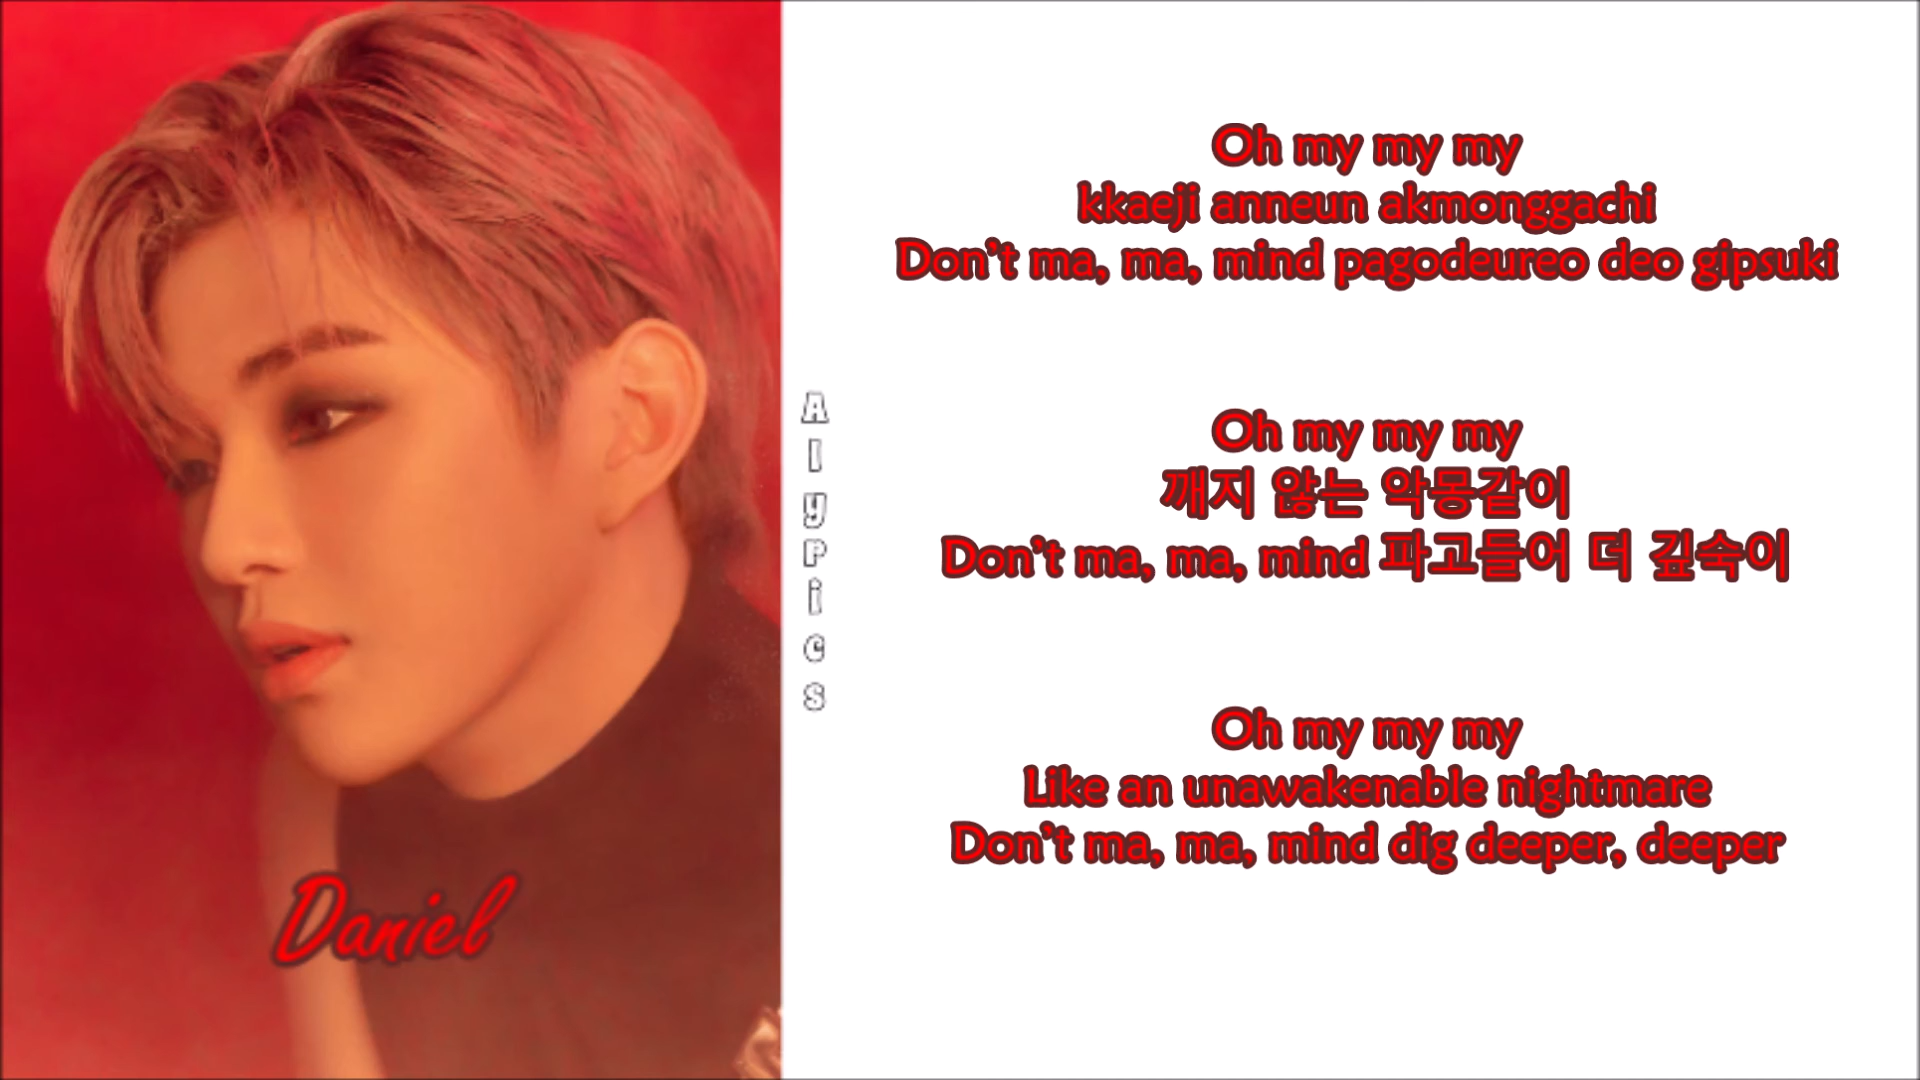 Daniel
Alypics
Oh my my my
kkaeji anneun akmonggachi
Don't ma, ma, mind pagodeureo deo gipsuki
Oh my my my
깨지 않는 악몽같이
Don't ma, ma, mind 파고들어 더 깊숙이
Oh my my my
Like an unawakenable nightmare
Don't ma, ma, mind dig deeper, deeper